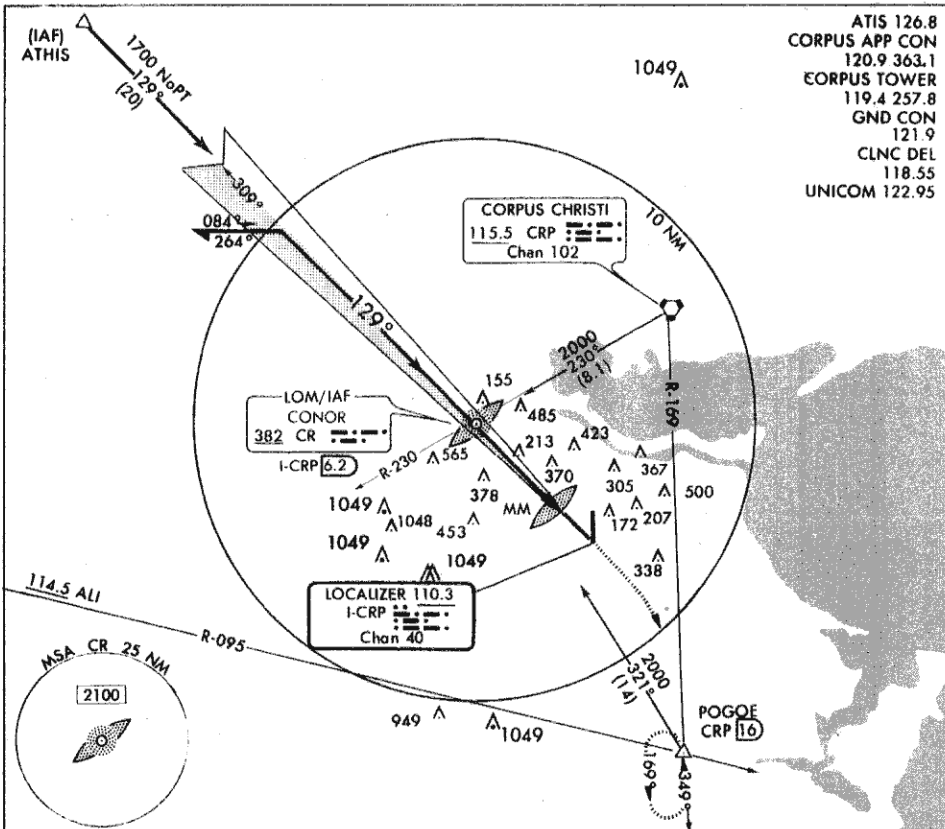 (IAF)
ATHIS
1700 NoPT
129°
(20)
1049
ATIS 126.8
CORPUS APP CON
120.9 363.1
CORPUS TOWER
119.4 257.8
GND CON
121.9
CLNC DEL
118.55
UNICOM 122.95
309°
084°
264°
CORPUS CHRISTI
115.5 CRP
Chan 102
10 NM
129°
2000
230°
(8.1)
R-169
LOM/IAF
CONOR
382 CR
I-CRP 6.2
R-230
155
485
565
213
423
370
367
378
305
500
MM
1049
1048
453
172
207
1049
1049
338
LOCALIZER 110.3
I-CRP
Chan 40
114.5 ALI
R-095
MSA CR 25 NM
2100
2000
321°
(14)
949
1049
POGOE
CRP 16
169°
349°